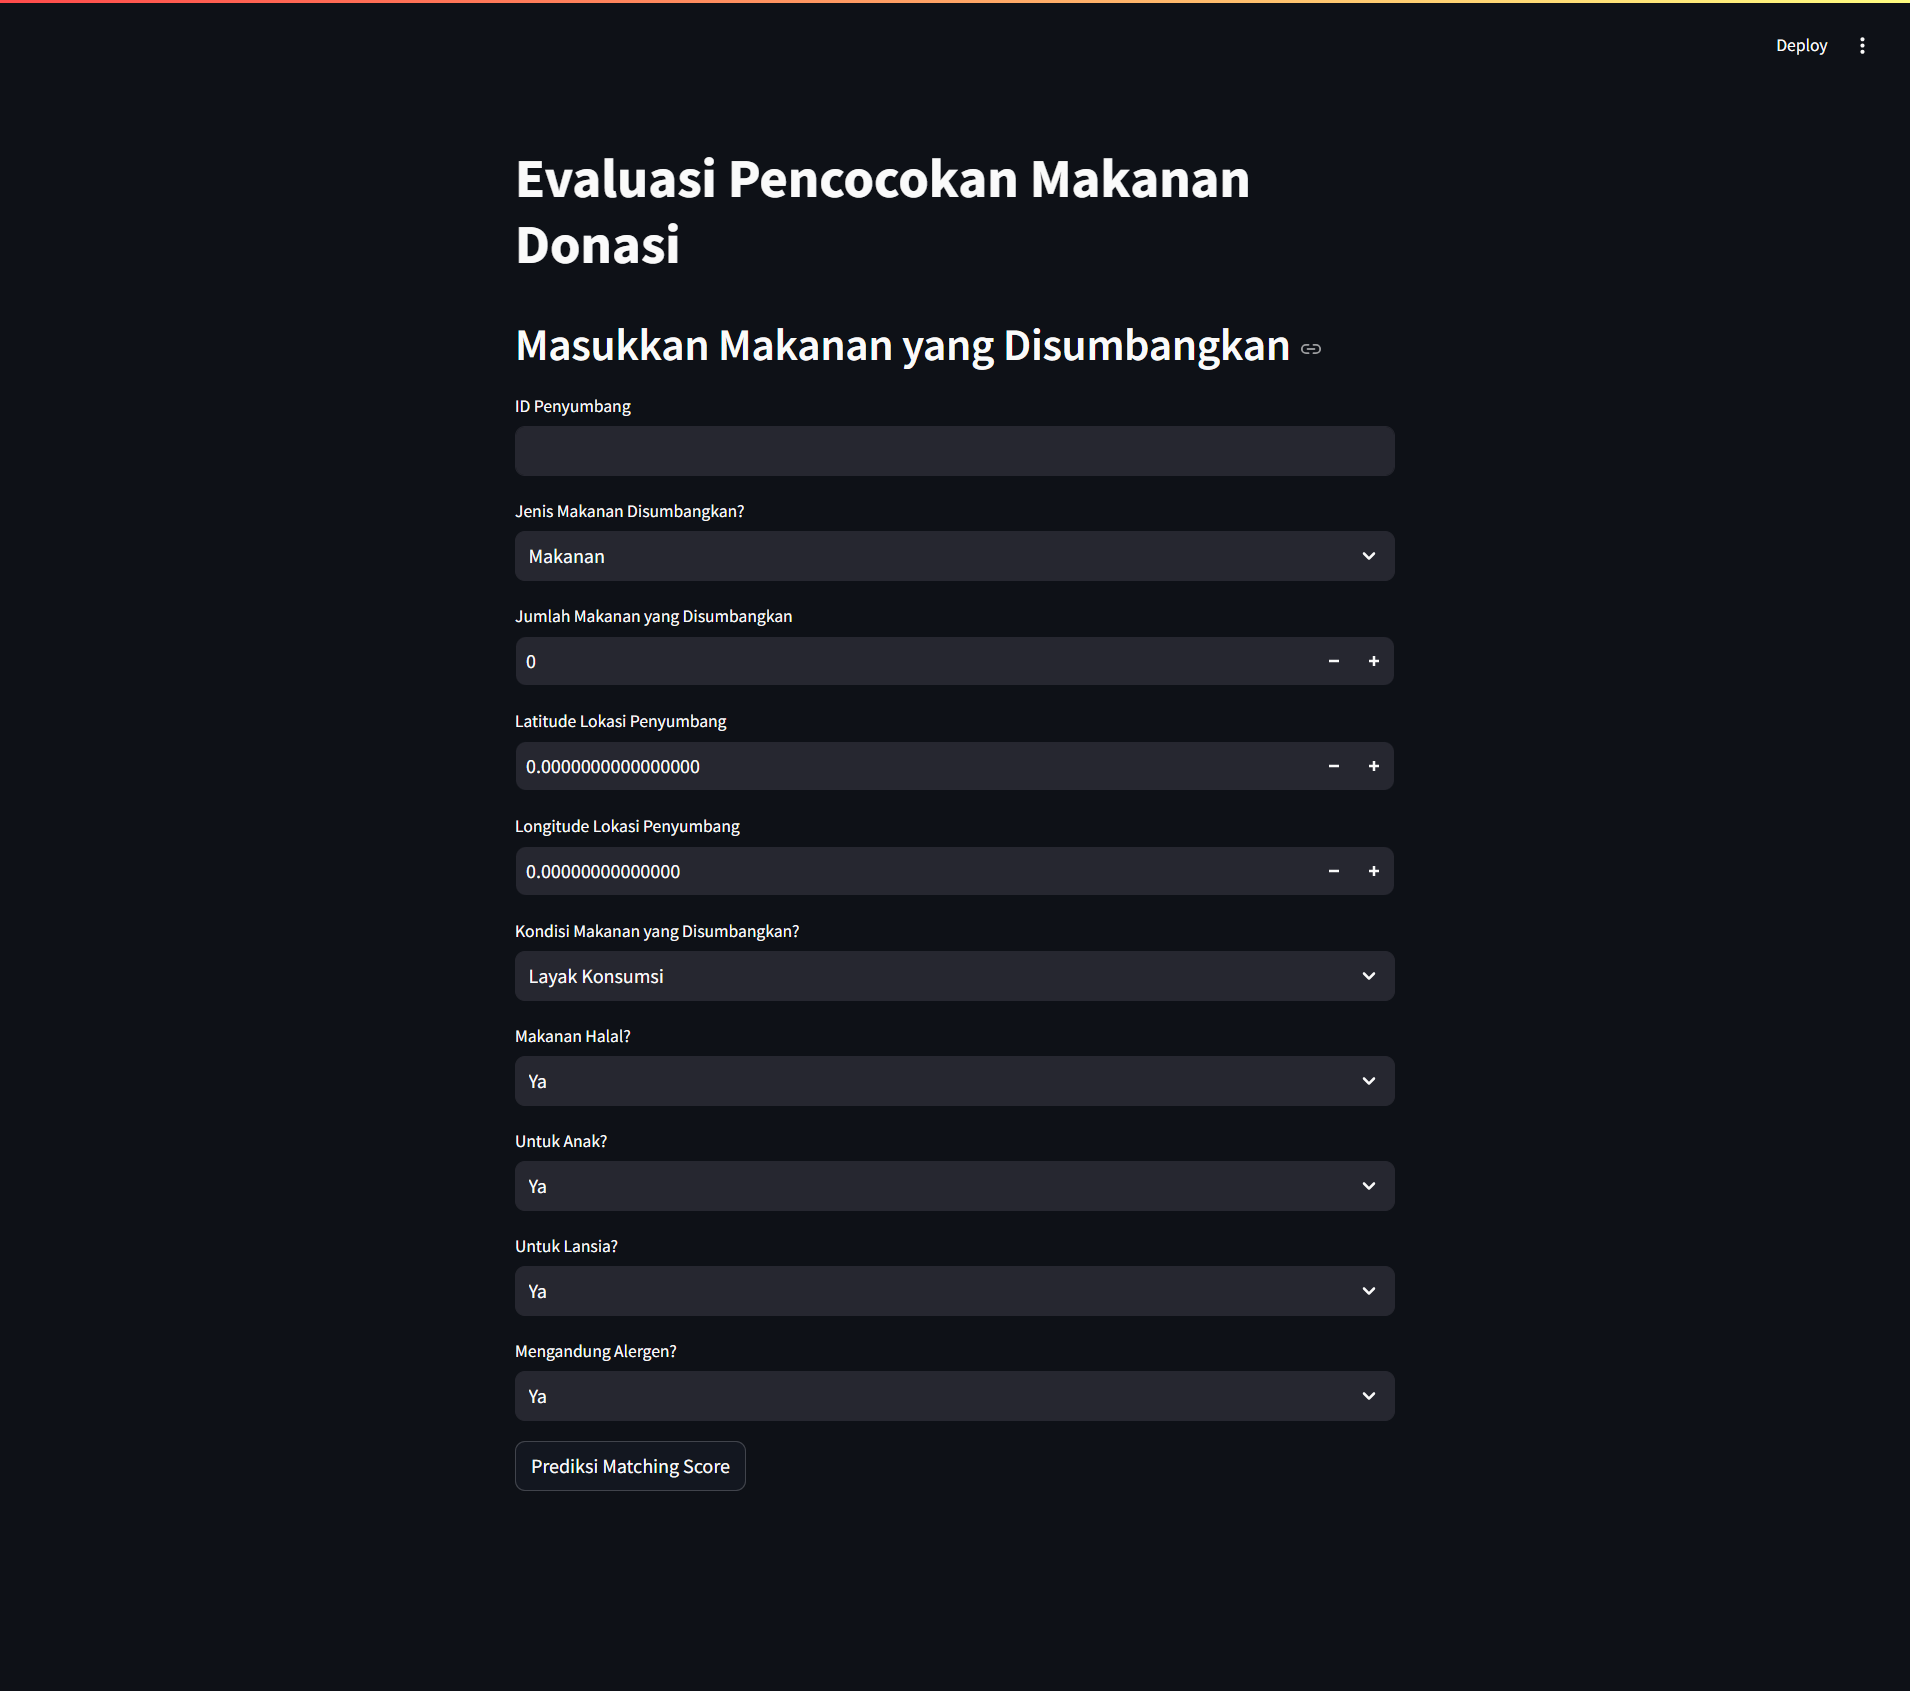 Deploy
Evaluasi Pencocokan Makanan
Donasi
Masukkan Makanan yang Disumbangkan
ID Penyumbang
Jenis Makanan Disumbangkan?
Makanan
Jumlah Makanan yang Disumbangkan
0
Latitude Lokasi Penyumbang
0.0000000000000000
Longitude Lokasi Penyumbang
0.00000000000000
Kondisi Makanan yang Disumbangkan?
Layak Konsumsi
Makanan Halal?
Ya
Untuk Anak?
Ya
Untuk Lansia?
Ya
Mengandung Alergen?
Ya
Prediksi Matching Score